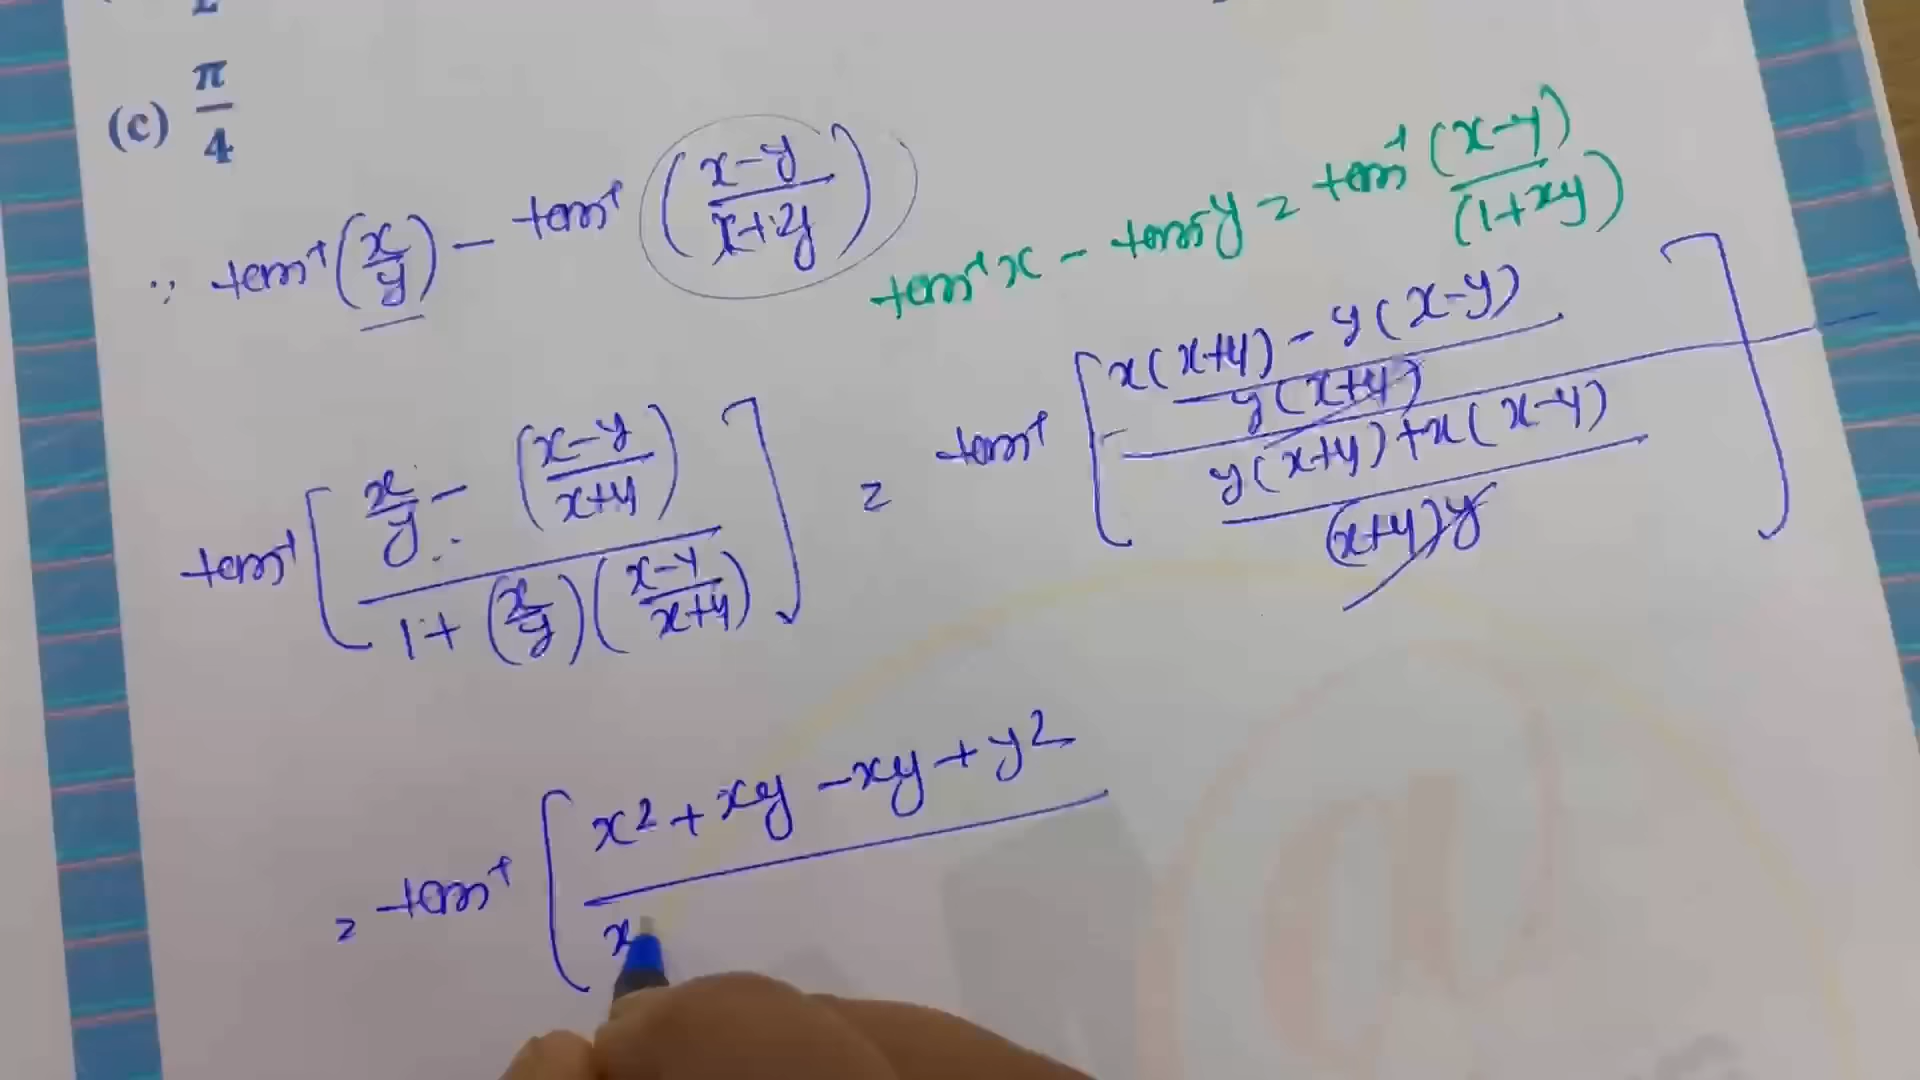 (c) π/4
∵ tan⁻¹(x/y) - tan⁻¹((x-y)/(x+y))
tan⁻¹x - tan⁻¹y = tan⁻¹ (x-y)/(1+xy)
tan⁻¹[(x/y - ((x-y)/(x+y)))/(1+(x/y)((x-y)/(x+y)))] = tan⁻¹[((x(x+y) - y(x-y))/(y(x+y)))/((y(x+y)+x(x-y))/((x+y)y))]
= tan⁻¹[(x²+xy-xy+y²)/(x